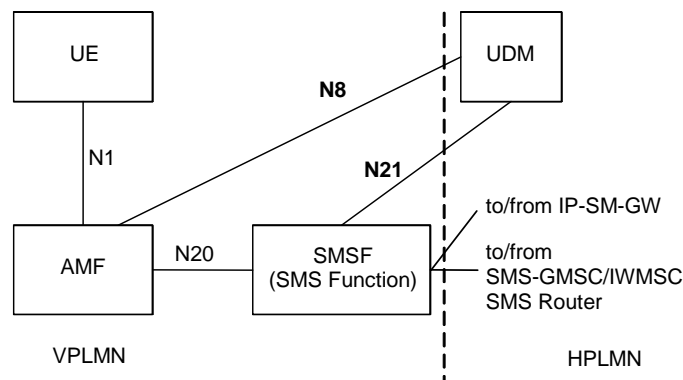 UE
UDM
N8
N1
N21
to/from IP-SM-GW
AMF
N20
SMSF
(SMS Function)
to/from
SMS-GMSC/IWMSC
SMS Router
VPLMN
HPLMN